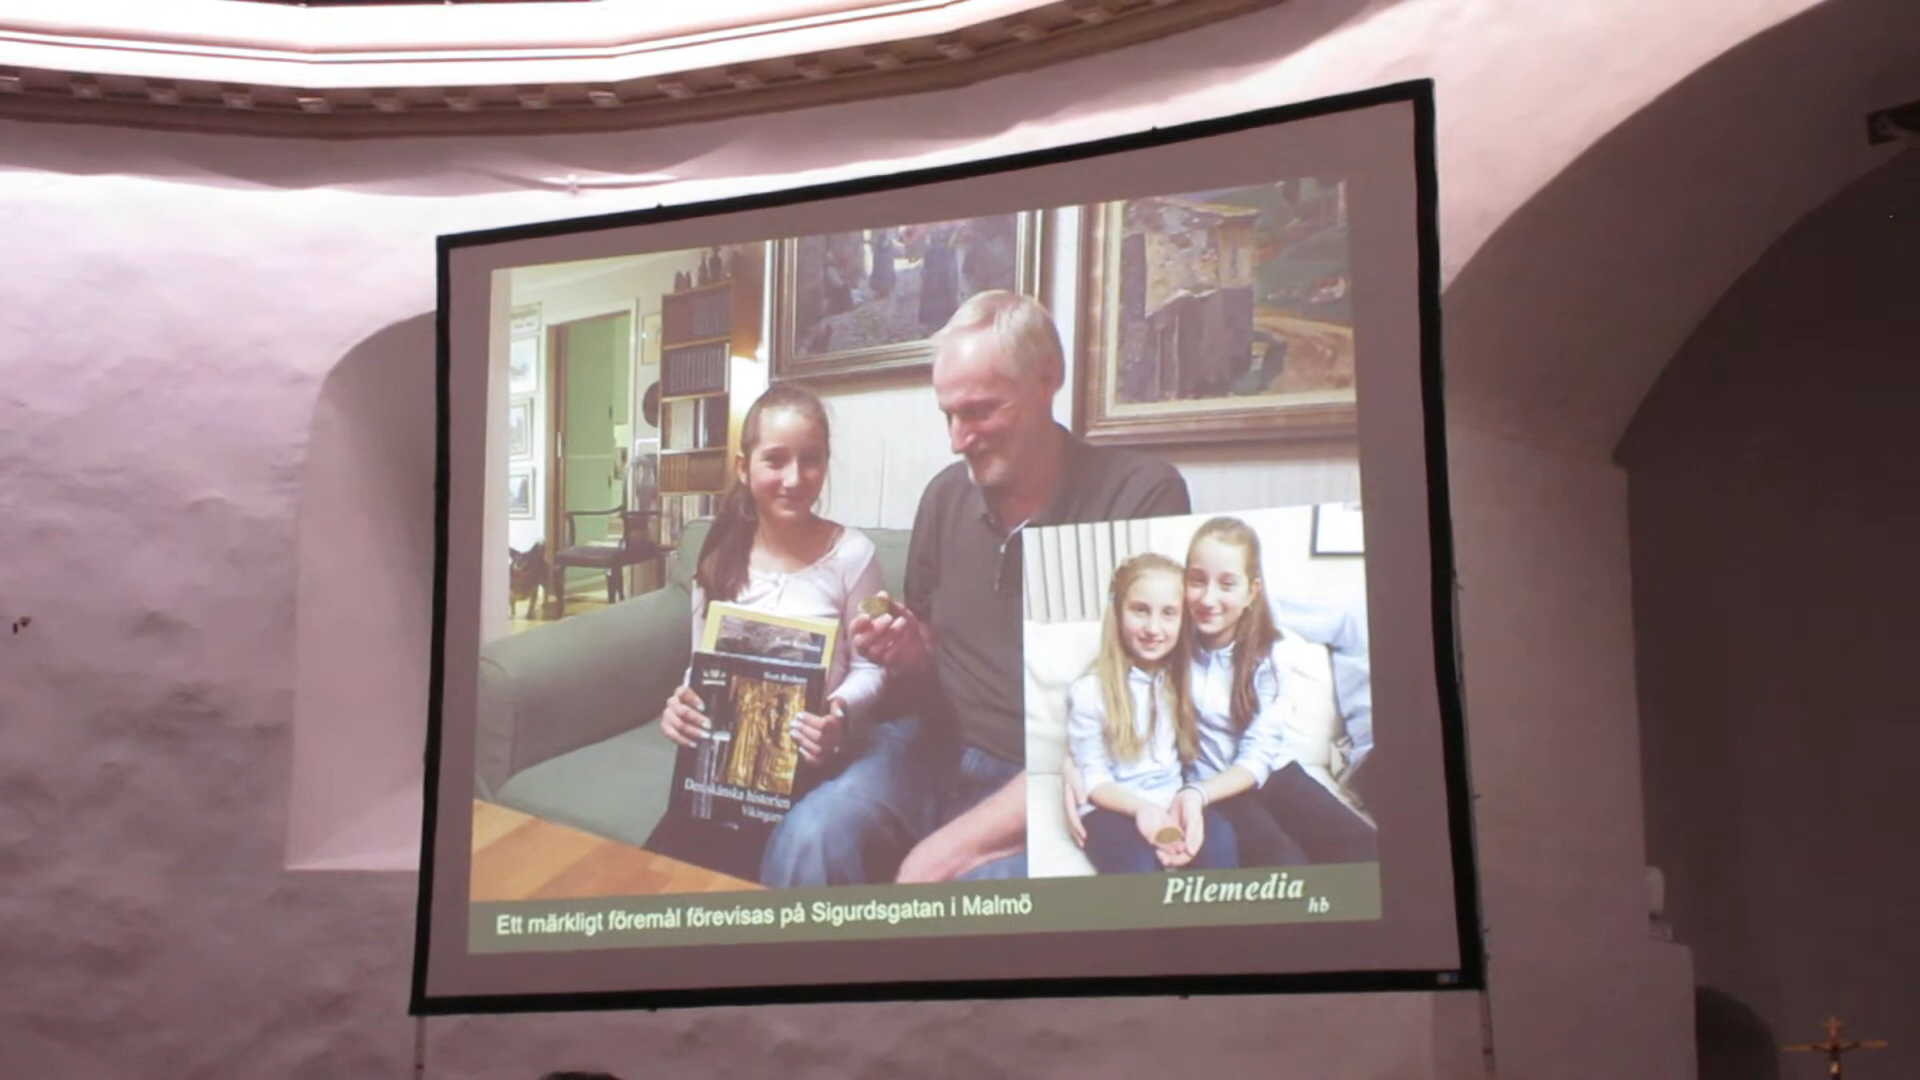 Den skånska historien
Vikingarna
Ett märkligt föremål förevisas på Sigurdsgatan i Malmö
Pilemedia
hb